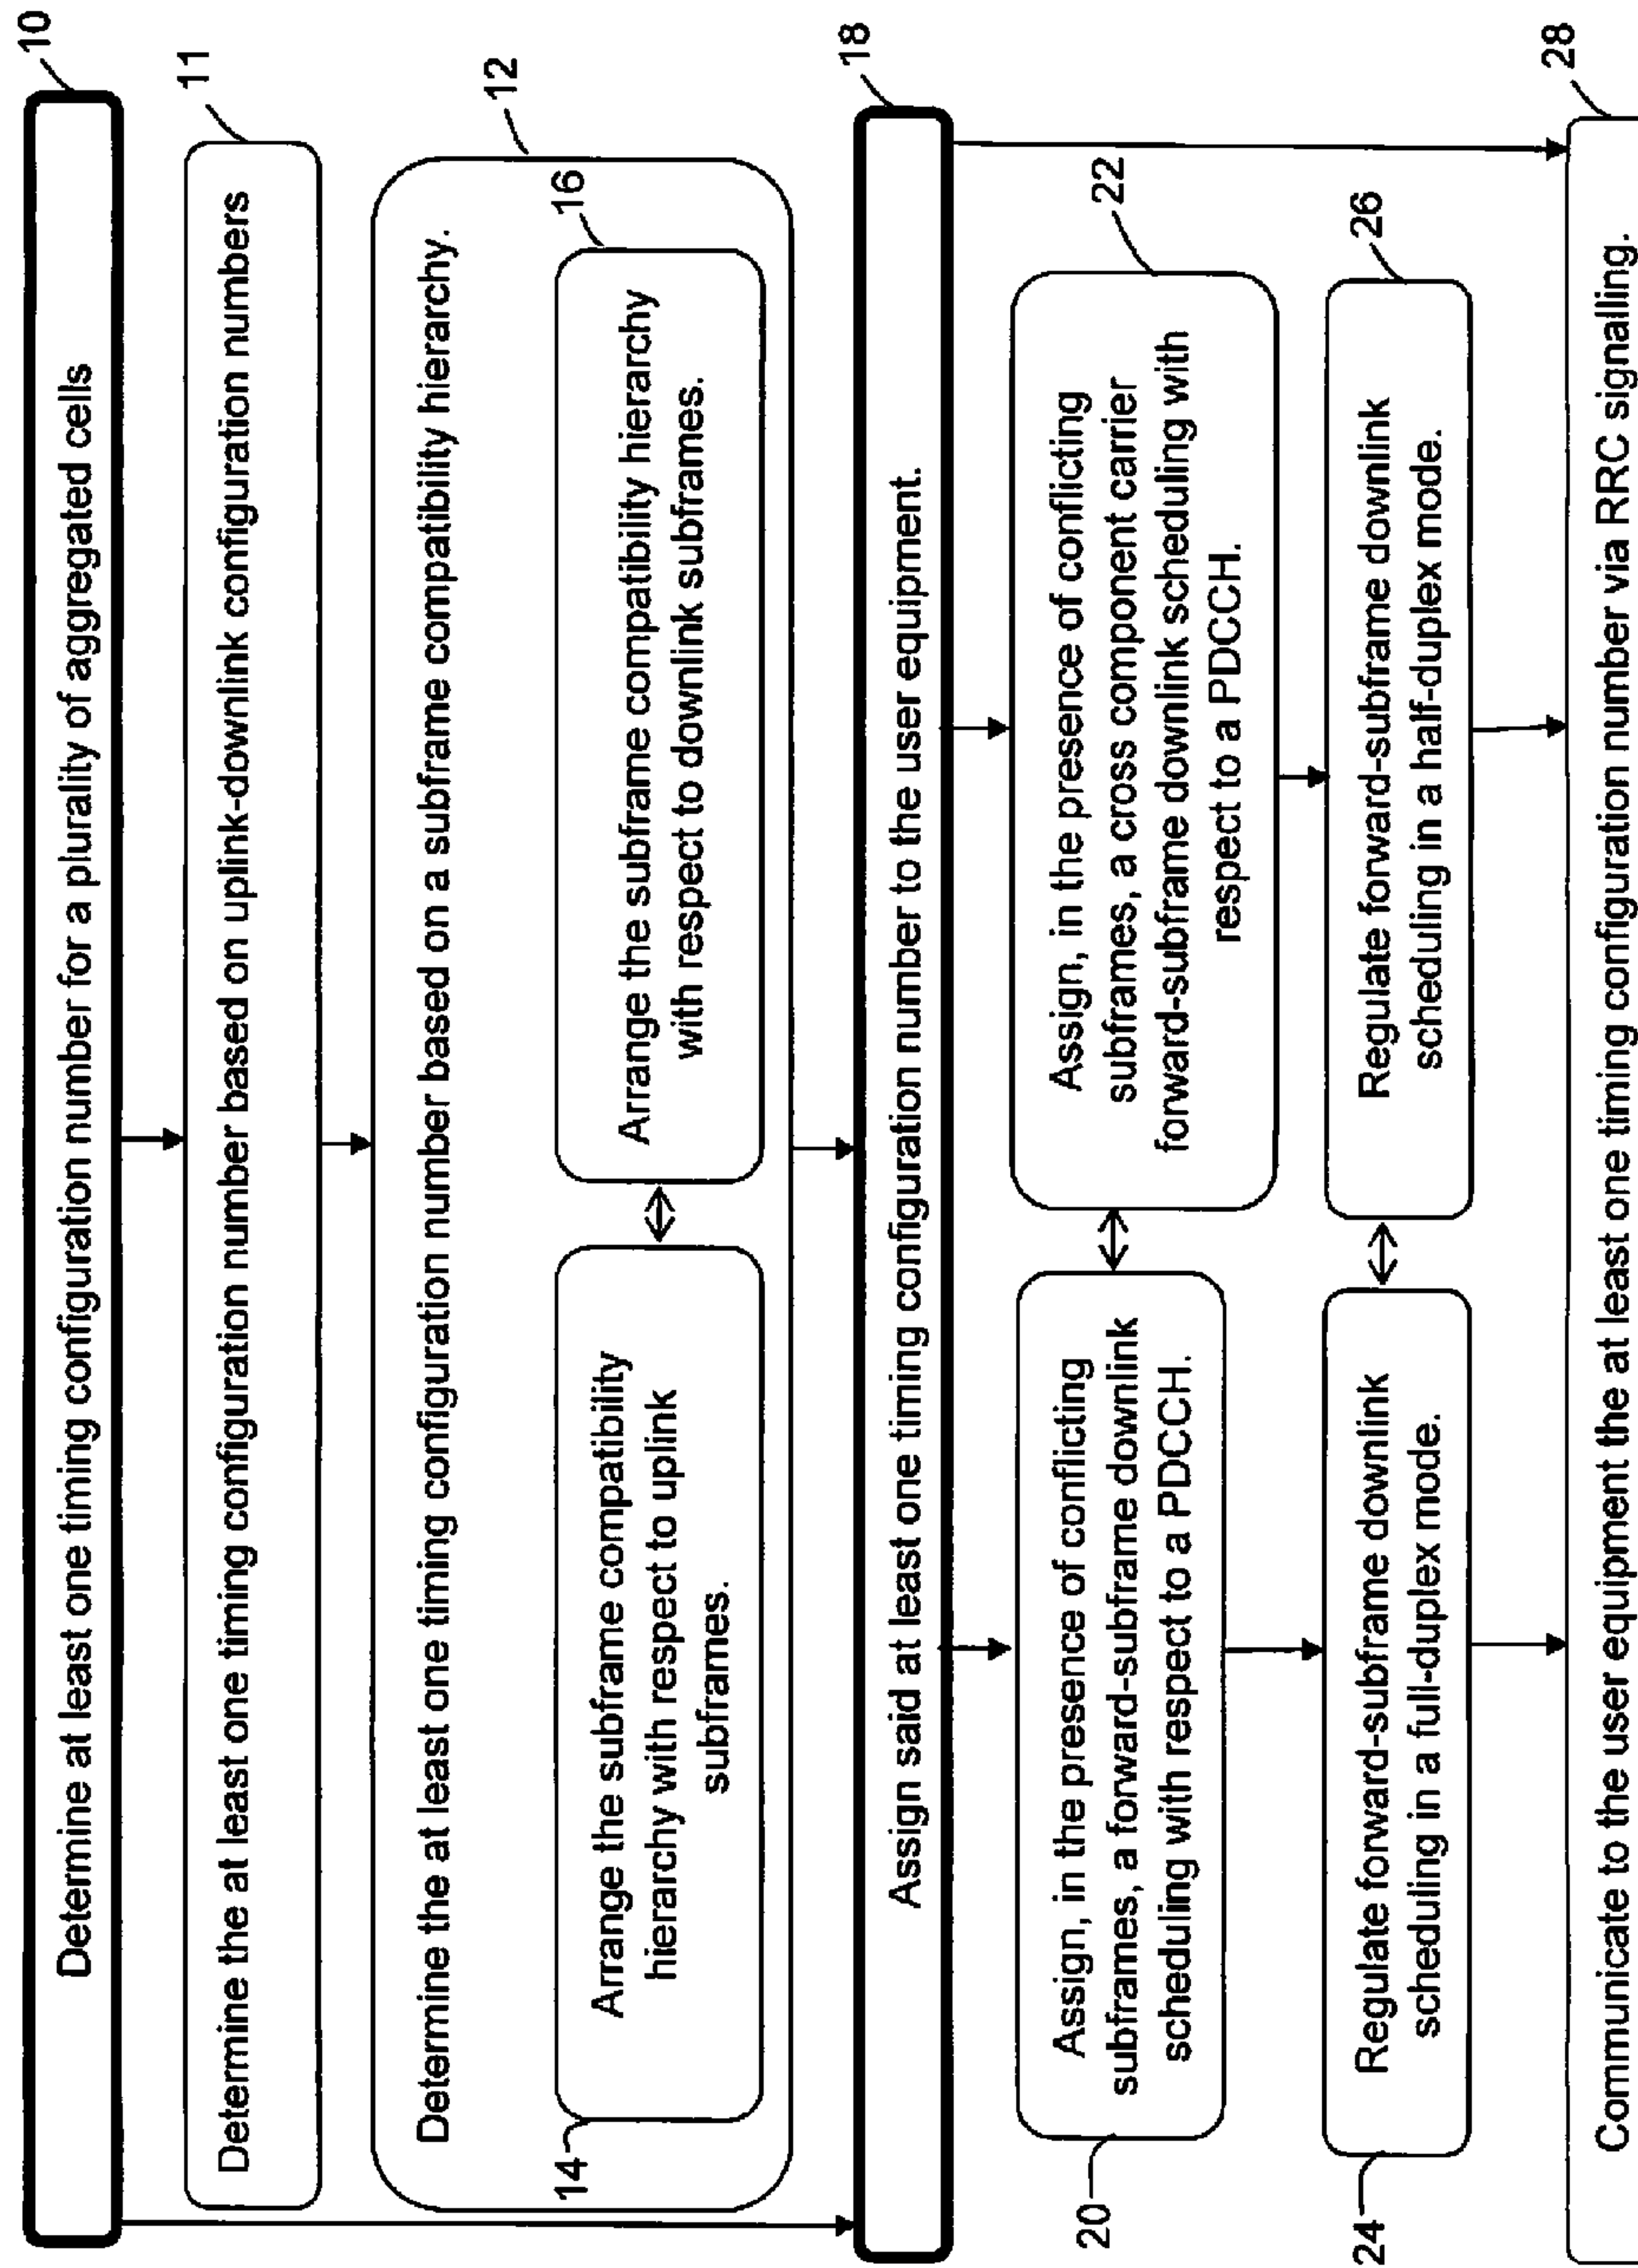 10
Determine at least one timing configuration number for a plurality of aggregated cells
11
Determine the at least one timing configuration number based on uplink-downlink configuration numbers
12
Determine the at least one timing configuration number based on a subframe compatibility hierarchy.
14
Arrange the subframe compatibility
hierarchy with respect to uplink
subframes.
16
Arrange the subframe compatibility hierarchy
with respect to downlink subframes.
18
Assign said at least one timing configuration number to the user equipment.
20
Assign, in the presence of conflicting
subframes, a forward-subframe downlink
scheduling with respect to a PDCCH.
22
Assign, in the presence of conflicting
subframes, a cross component carrier
forward-subframe downlink scheduling with
respect to a PDCCH.
24
Regulate forward-subframe downlink
scheduling in a full-duplex mode.
26
Regulate forward-subframe downlink
scheduling in a half-duplex mode.
28
Communicate to the user equipment the at least one timing configuration number via RRC signalling.